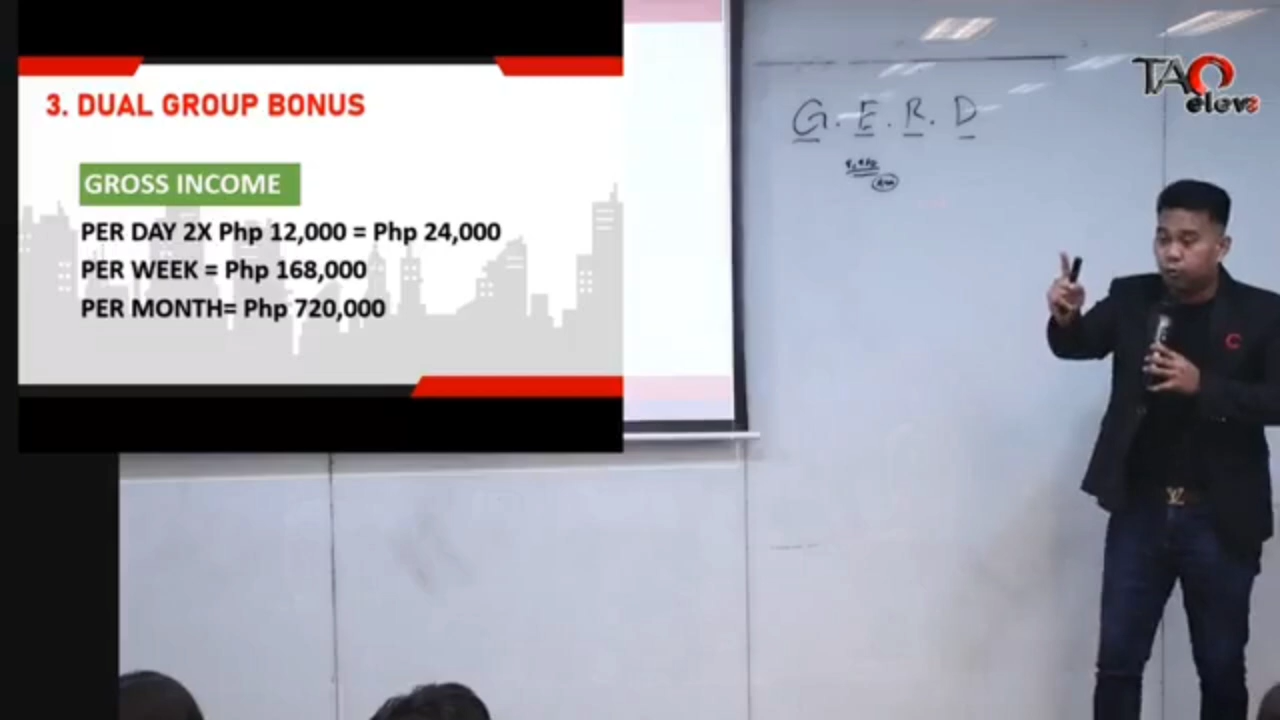 3. DUAL GROUP BONUS
GROSS INCOME
PER DAY 2X Php 12,000 = Php 24,000
PER WEEK = Php 168,000
PER MONTH= Php 720,000
G. E. R. D
TAO
eleve